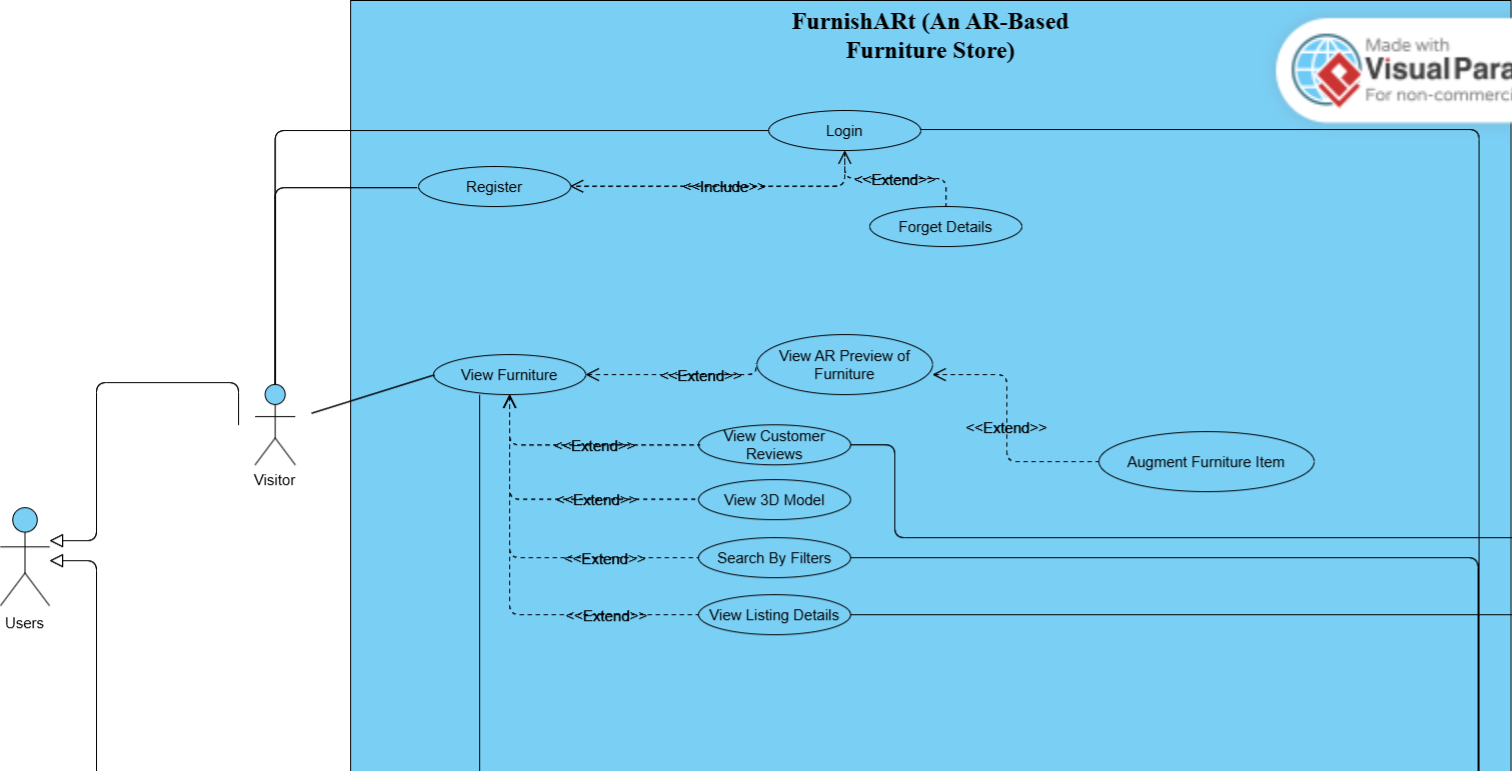 FurnishARt (An AR-Based
Furniture Store)
Made with
Visual Para
For non-commerci
Login
Register
<<Include>>
<<Extend>>
Forget Details
View Furniture
<<Extend>>
View AR Preview of
Furniture
<<Extend>>
Augment Furniture Item
<<Extend>>
View Customer
Reviews
<<Extend>>
View 3D Model
<<Extend>>
Search By Filters
<<Extend>>
View Listing Details
Visitor
Users